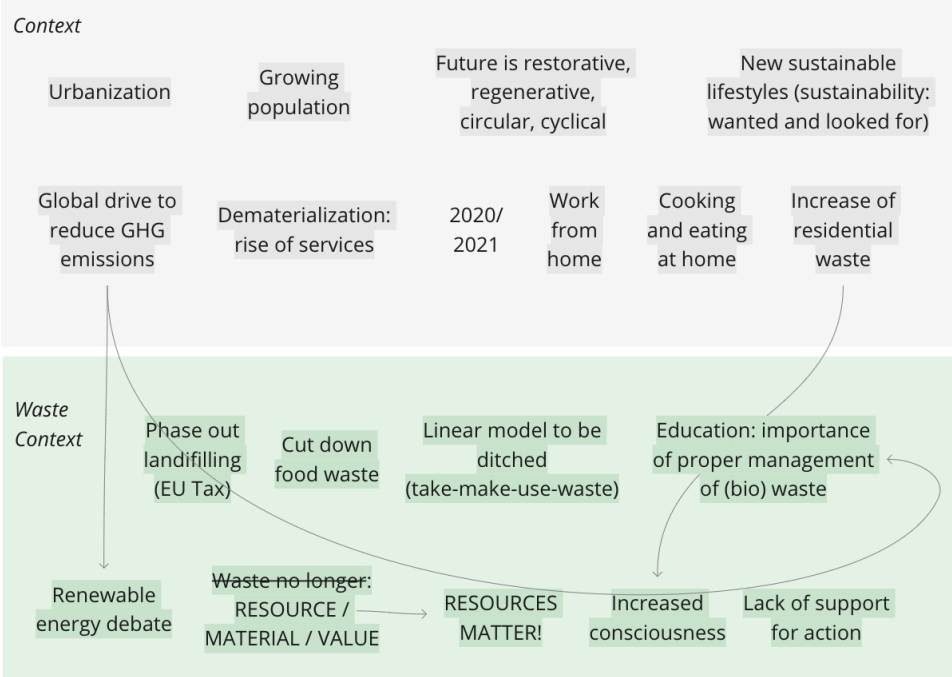 Context
Urbanization
Growing
population
Future is restorative,
regenerative,
circular, cyclical
New sustainable
lifestyles (sustainability:
wanted and looked for)
Global drive to
reduce GHG
emissions
Dematerialization:
rise of services
2020/
2021
Work
from
home
Cooking
and eating
at home
Increase of
residential
waste
Waste
Context
Phase out
landifilling
(EU Tax)
Cut down
food waste
Linear model to be
ditched
(take-make-use-waste)
Education: importance
of proper management
of (bio) waste
Renewable
energy debate
Waste no longer:
RESOURCE /
MATERIAL / VALUE
RESOURCES
MATTER!
Increased
consciousness
Lack of support
for action